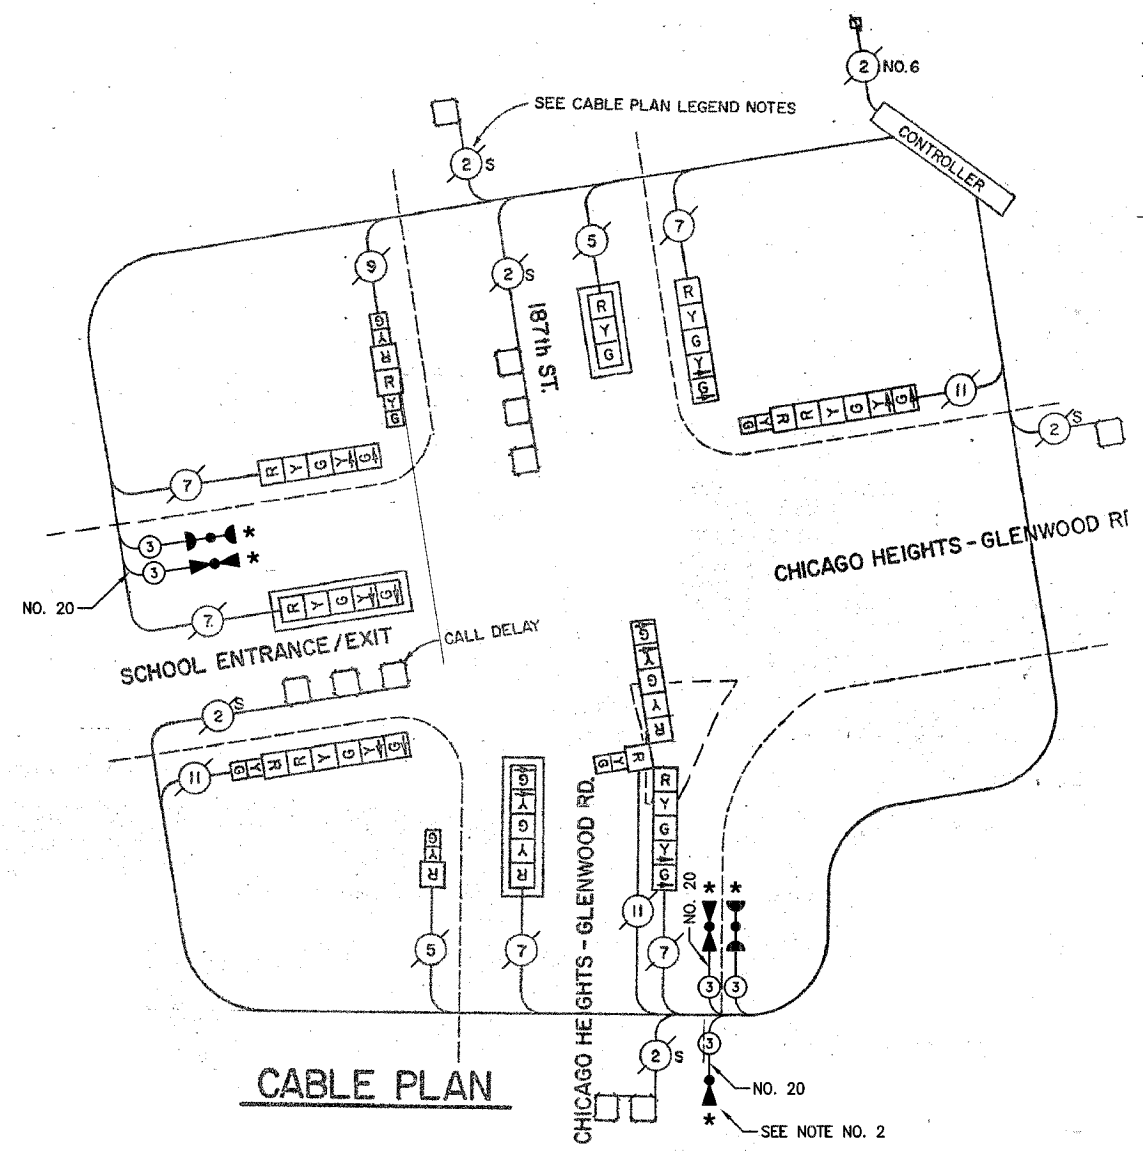 2 NO.6
SEE CABLE PLAN LEGEND NOTES
CONTROLLER
2 S
9
2 S
5
7
G
Y
R
R
Y
G
187th ST.
R
Y
G
R
Y
G
Y
G
11
G Y R R Y G Y G
2 S
7
R Y G Y G
3 *
3 *
NO. 20
CHICAGO HEIGHTS - GLENWOOD
7
R Y G Y G
SCHOOL ENTRANCE/EXIT
CALL DELAY
2 S
11
G Y R R Y G Y G
G
Y
G
Y
R
G Y R
R
Y
G
Y
G
G
Y
G
Y
R
G
Y
R
CHICAGO HEIGHTS - GLENWOOD RD.
5
7
11
7
NO. 20
* *
3
3
2 S
3
NO. 20
*
SEE NOTE NO. 2
CABLE PLAN